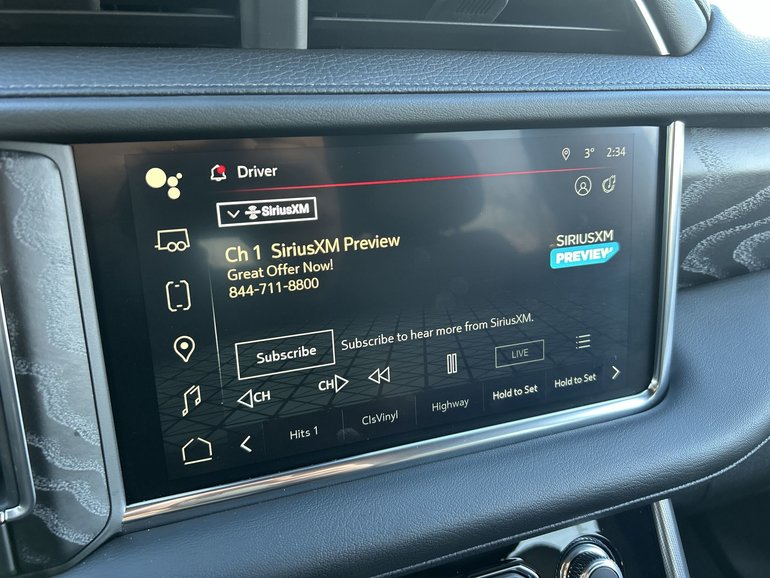 Driver
3° 2:34
SiriusXM
Ch 1 SiriusXM Preview
Great Offer Now!
844-711-8800
SIRIUSXM
PREVIEW
Subscribe
Subscribe to hear more from SiriusXM.
CH
CH
LIVE
Hits 1
ClsVinyl
Highway
Hold to Set
Hold to Set